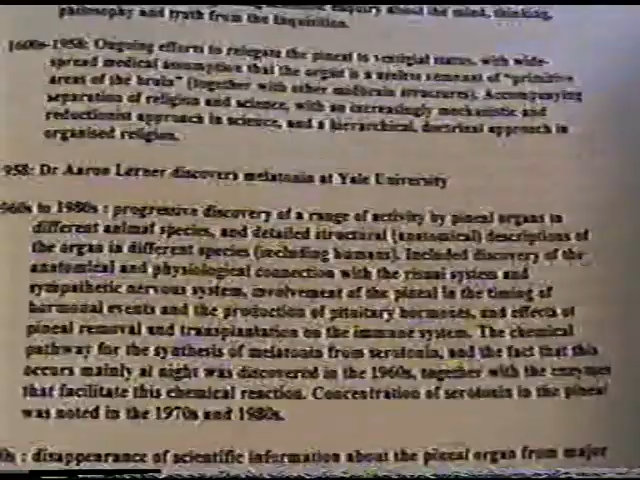 philosophy and truth from the Inquisition.
1600s-1958: Ongoing efforts to relegate the pineal to vestigial status, with wide-
spread medical assumption that the organ is a useless remnant of "primitive
areas of the brain" (together with other midbrain structures). Accompanying
separation of religion and science, with an increasingly mechanistic and
reductionist approach in science, and a hierarchical, doctrinal approach in
organised religion.
958: Dr Aaron Lerner discovers melatonin at Yale University
960s to 1980s : progressive discovery of a range of activity by pineal organs in
different animal species, and detailed structural (anatomical) descriptions of
the organ in different species (including humans). Included discovery of the
anatomical and physiological connection with the visual system and
sympathetic nervous system, involvement of the pineal in the timing of
hormonal events and the production of pituitary hormones, and effects of
pineal removal and transplantation on the immune system. The chemical
pathway for the synthesis of melatonin from serotonin, and the fact that this
occurs mainly at night was discovered in the 1960s, together with the enzymes
that facilitate this chemical reaction. Concentration of serotonin in the pineal
was noted in the 1970s and 1980s.
: disappearance of scientific information about the pineal organ from major